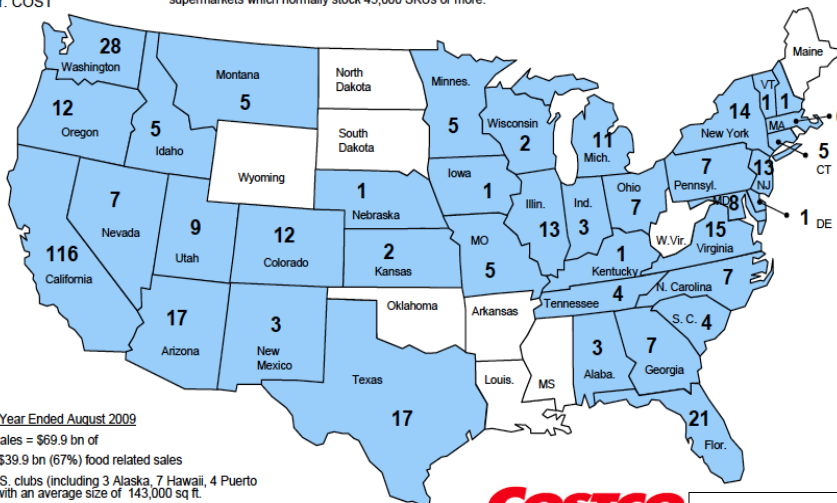 r. COST
supermarkets which normally stock 45,000 SKUs or more.
28
Washington
Montana
5
North
Dakota
Minnes.
5
Maine
12
Oregon
5
Idaho
South
Dakota
Wisconsin
2
11
Mich.
14
New York
VT
1
1
MA
5
CT
Wyoming
7
Nevada
9
Utah
12
Colorado
1
Nebraska
Iowa
1
Illin.
13
Ind.
3
Ohio
7
7
Pennsyl.
13
NJ
MD
8
1 DE
116
California
2
Kansas
MO
5
1
Kentucky
W.Vir.
15
Virginia
17
Arizona
3
New
Mexico
Oklahoma
Arkansas
Tennessee 4
N. Carolina 7
S. C. 4
Texas
17
Louis.
MS
3
Alaba.
7
Georgia
21
Flor.
Year Ended August 2009
ales = $69.9 bn of
$39.9 bn (67%) food related sales
S. clubs (including 3 Alaska, 7 Hawaii, 4 Puerto
with an average size of 143,000 sq ft.
COSTCO